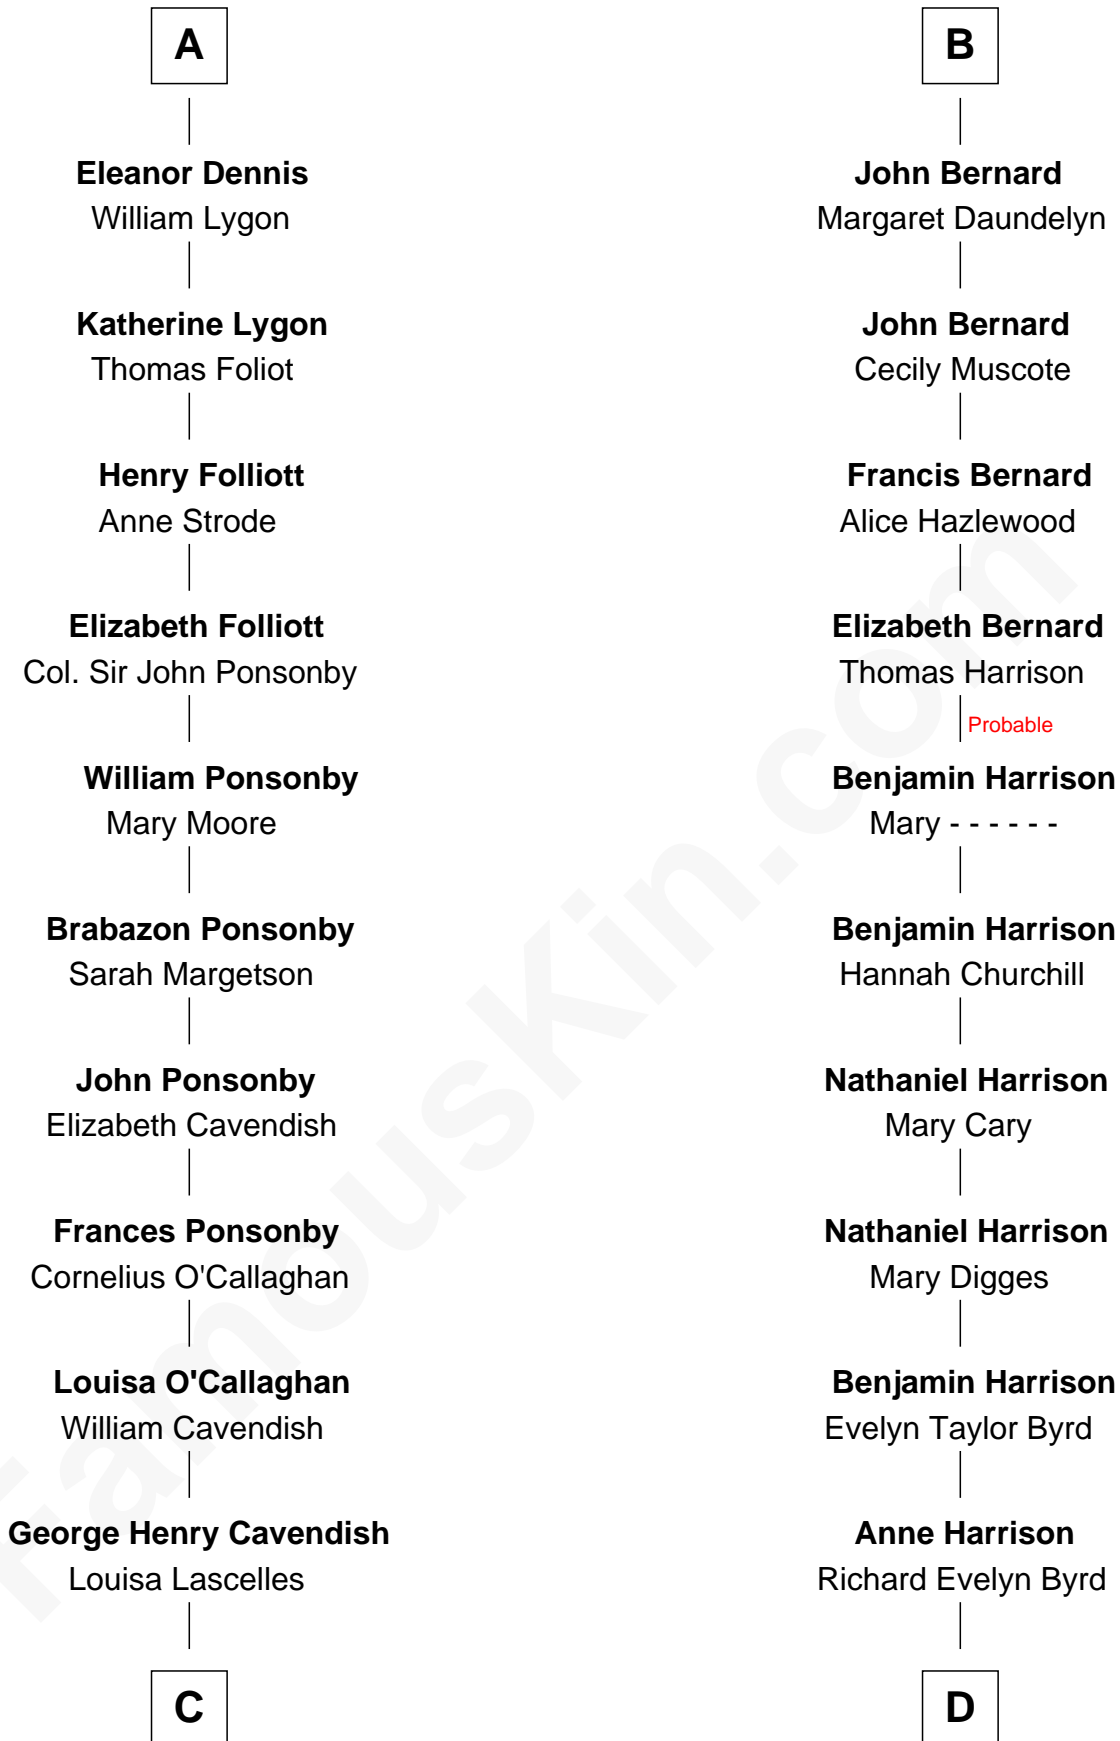 A
Eleanor Dennis
William Lygon
Katherine Lygon
Thomas Foliot
Henry Folliott
Anne Strode
Elizabeth Folliott
Col. Sir John Ponsonby
William Ponsonby
Mary Moore
Brabazon Ponsonby
Sarah Margetson
John Ponsonby
Elizabeth Cavendish
Frances Ponsonby
Cornelius O'Callaghan
Louisa O'Callaghan
William Cavendish
George Henry Cavendish
Louisa Lascelles
C
B
John Bernard
Margaret Daundelyn
John Bernard
Cecily Muscote
Francis Bernard
Alice Hazlewood
Elizabeth Bernard
Thomas Harrison
Probable
Benjamin Harrison
Mary - - - - - -
Benjamin Harrison
Hannah Churchill
Nathaniel Harrison
Mary Cary
Nathaniel Harrison
Mary Digges
Benjamin Harrison
Evelyn Taylor Byrd
Anne Harrison
Richard Evelyn Byrd
D
FamousKin.com